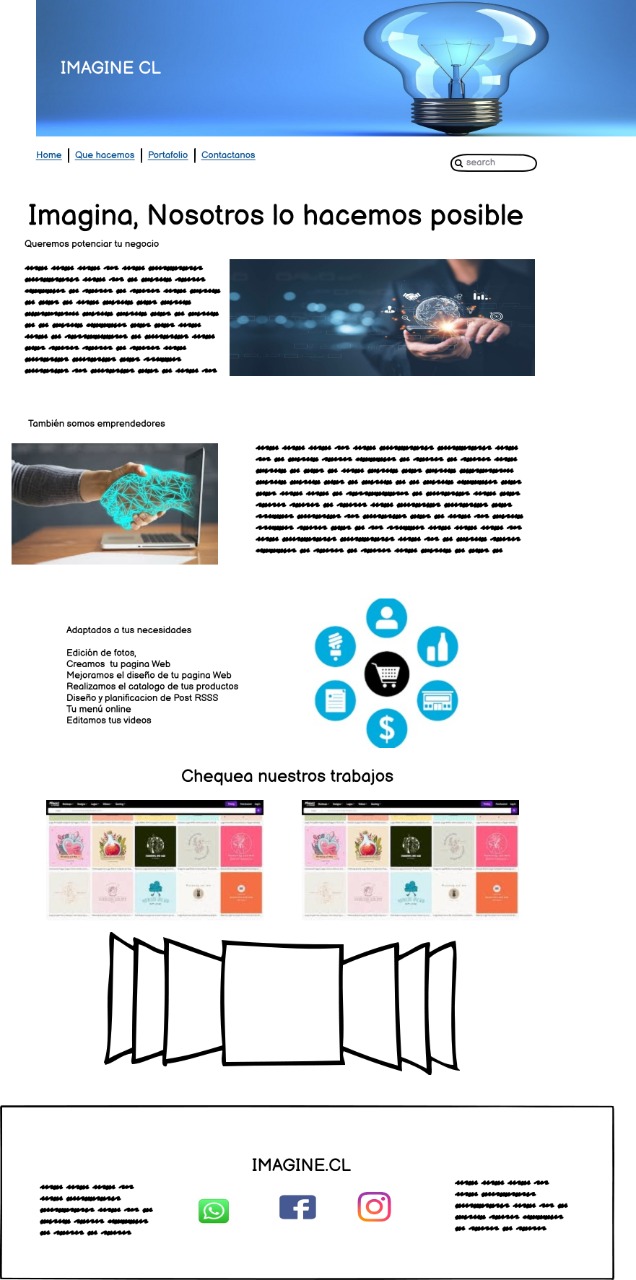 IMAGINE CL
Home | Que hacemos | Portafolio | Contactanos
search
Imagina, Nosotros lo hacemos posible
Queremos potenciar tu negocio
También somos emprendedores
Adaptados a tus necesidades
Edición de fotos,
Creamos tu pagina Web
Mejoramos el diseño de tu pagina Web
Realizamos el catalogo de tus productos
Diseño y planificacion de Post RSSS
Tu menú online
Editamos tus videos
Chequea nuestros trabajos
IMAGINE.CL